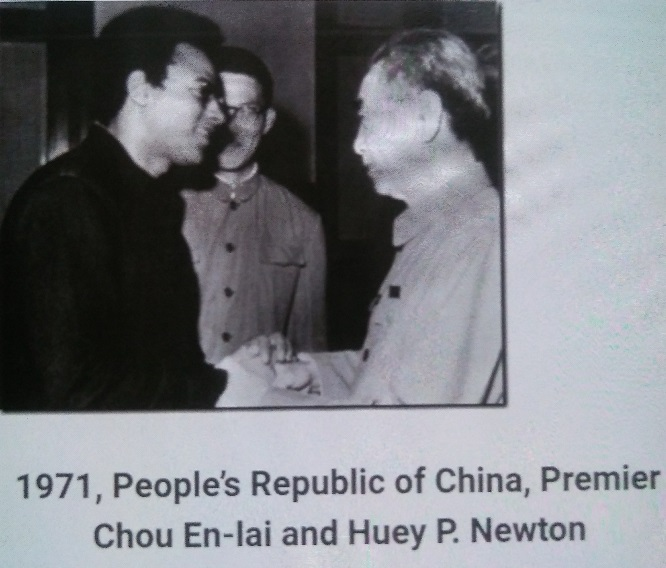 1971, People's Republic of China, Premier
Chou En-lai and Huey P. Newton